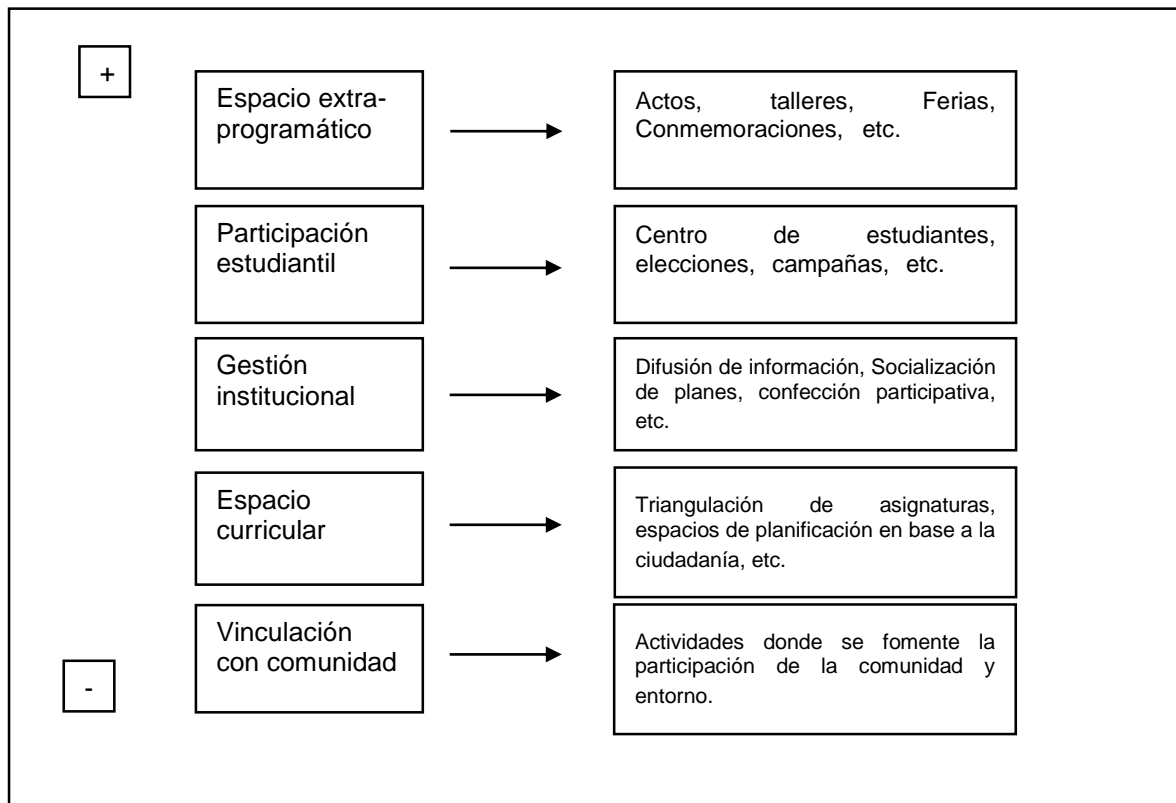 +
Espacio extra-
programático
Actos, talleres, Ferias,
Conmemoraciones, etc.
Participación
estudiantil
Centro de estudiantes,
elecciones, campañas, etc.
Gestión
institucional
Difusión de información, Socialización
de planes, confección participativa,
etc.
Espacio
curricular
Triangulación de asignaturas,
espacios de planificación en base a la
ciudadanía, etc.
Vinculación
con comunidad
Actividades donde se fomente la
participación de la comunidad y
entorno.
-